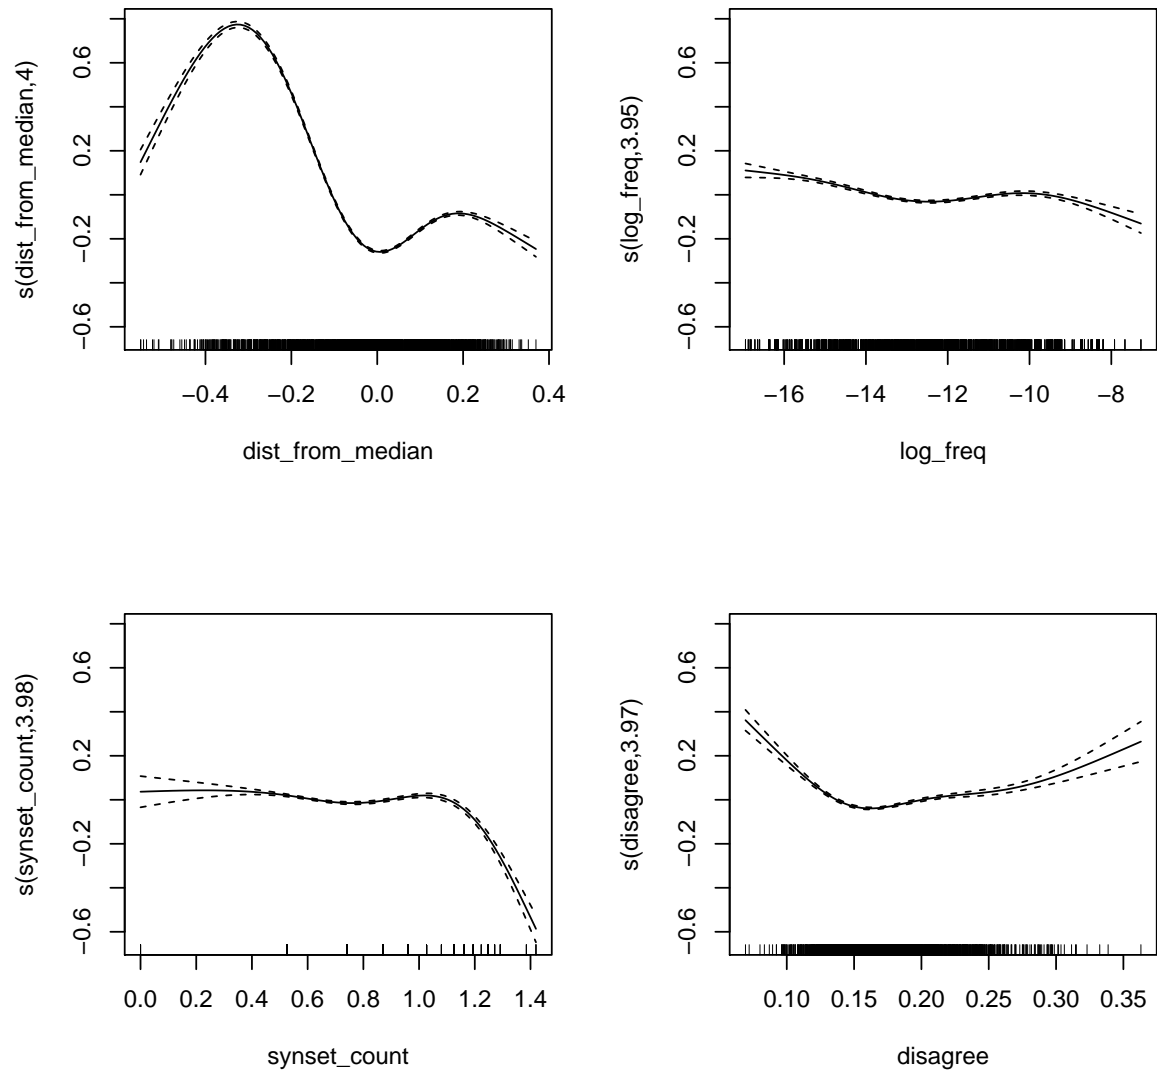 s(dist_from_median,4)
0.6
0.2
−0.2
−0.6
−0.4 −0.2 0.0 0.2 0.4
dist_from_median
s(log_freq,3.95)
0.6
0.2
−0.2
−0.6
−16 −14 −12 −10 −8
log_freq
s(synset_count,3.98)
0.6
0.2
−0.2
−0.6
0.0 0.2 0.4 0.6 0.8 1.0 1.2 1.4
synset_count
s(disagree,3.97)
0.6
0.2
−0.2
−0.6
0.10 0.15 0.20 0.25 0.30 0.35
disagree